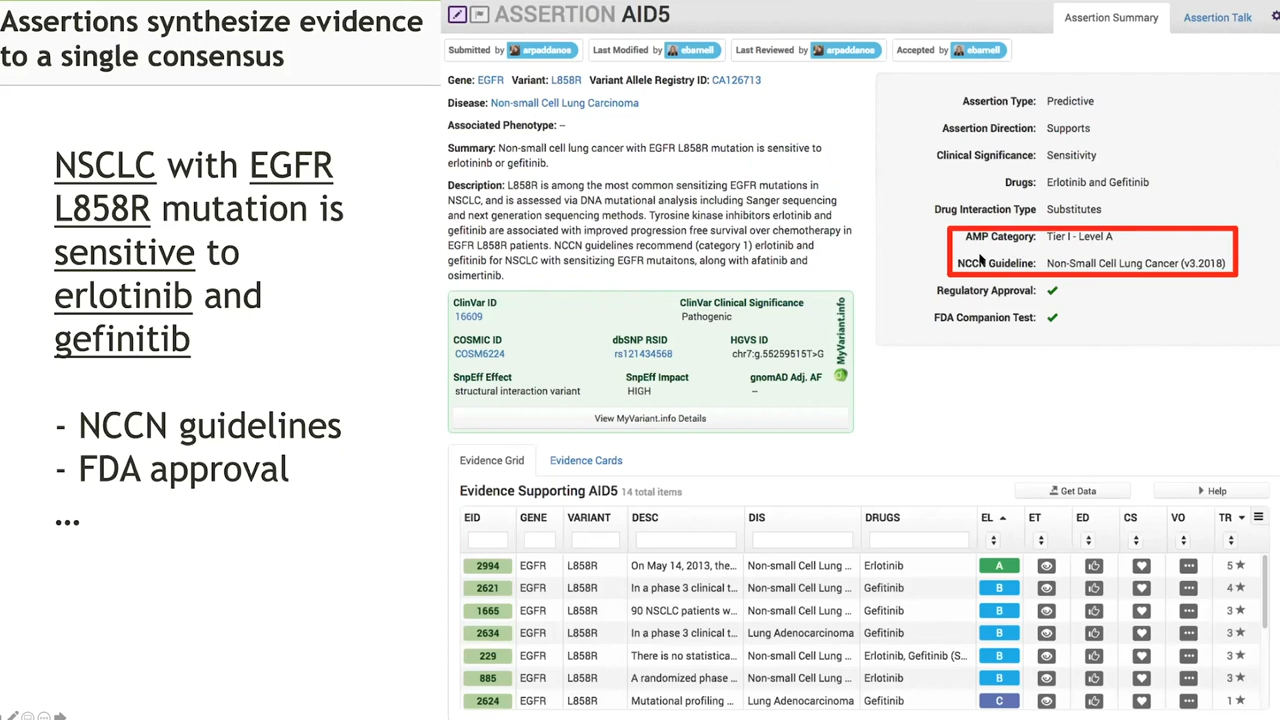 Assertions synthesize evidence
to a single consensus
NSCLC with EGFR
L858R mutation is
sensitive to
erlotinib and
gefinitib
- NCCN guidelines
- FDA approval
...
ASSERTION AID5
Assertion Summary
Assertion Talk
Submitted by arpaddanos
Last Modified by ebarnell
Last Reviewed by arpaddanos
Accepted by ebarnell
Gene: EGFR Variant: L858R Variant Allele Registry ID: CA126713
Disease: Non-small Cell Lung Carcinoma
Associated Phenotype: --
Summary: Non-small cell lung cancer with EGFR L858R mutation is sensitive to
erlotinib or gefitinib.
Description: L858R is among the most common sensitizing EGFR mutations in
NSCLC, and is assessed via DNA mutational analysis including Sanger sequencing
and next generation sequencing methods. Tyrosine kinase inhibitors erlotinib and
gefitinib are associated with improved progression free survival over chemotherapy in
EGFR L858R patients. NCCN guidelines recommend (category 1) erlotinib and
gefitinib for NSCLC with sensitizing EGFR mutaitons, along with afatinib and
osimertinib.
Assertion Type: Predictive
Assertion Direction: Supports
Clinical Significance: Sensitivity
Drugs: Erlotinib and Gefitinib
Drug Interaction Type Substitutes
AMP Category: Tier I - Level A
NCCN Guideline: Non-Small Cell Lung Cancer (v3.2018)
Regulatory Approval: ✔
FDA Companion Test: ✔
ClinVar ID ClinVar Clinical Significance
16609 Pathogenic
COSMIC ID dbSNP RSID HGVS ID
COSM6224 rs121434568 chr7:g.55259515T>G
SnpEff Effect SnpEff Impact gnomAD Adj. AF
structural interaction variant HIGH --
View MyVariant.info Details
MyVariant.info
Evidence Grid Evidence Cards
Evidence Supporting AID5 14 total items
Get Data
Help
EID GENE VARIANT DESC DIS DRUGS EL ET ED CS VO TR
2994 EGFR L858R On May 14, 2013, the... Non-small Cell Lung ... Erlotinib A 5
2621 EGFR L858R In a phase 3 clinical t... Non-small Cell Lung ... Gefitinib B 4
1665 EGFR L858R 90 NSCLC patients w... Non-small Cell Lung ... Gefitinib B 3
2634 EGFR L858R In a phase 3 clinical t... Lung Adenocarcinoma Gefitinib B 3
229 EGFR L858R There is no statistica... Non-small Cell Lung ... Erlotinib, Gefitinib (S... B 3
885 EGFR L858R A randomized phase ... Non-small Cell Lung ... Erlotinib B 3
2624 EGFR L858R Mutational profiling ... Lung Adenocarcinoma Gefitinib C 1